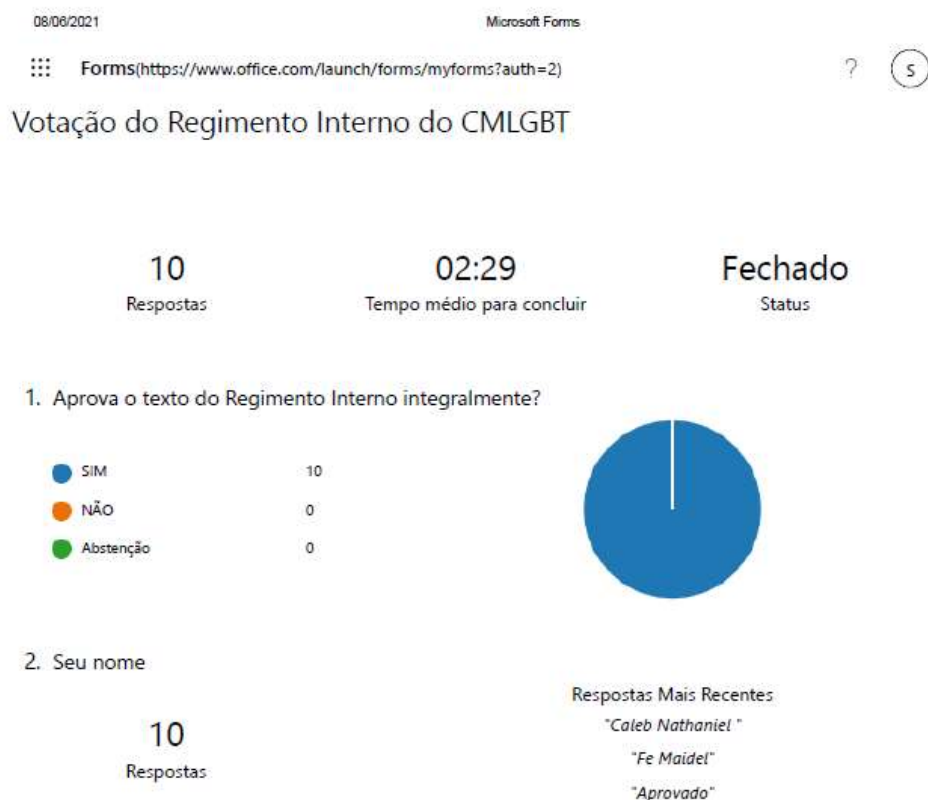 08/06/2021 Microsoft Forms
Forms(https://www.office.com/launch/forms/myforms?auth=2) ? S
Votação do Regimento Interno do CMLGBT
10 02:29 Fechado
Respostas Tempo médio para concluir Status
1. Aprova o texto do Regimento Interno integralmente?
SIM 10
NÃO 0
Abstenção 0
2. Seu nome
10
Respostas
Respostas Mais Recentes
"Caleb Nathaniel "
"Fe Maidel"
"Aprovado"